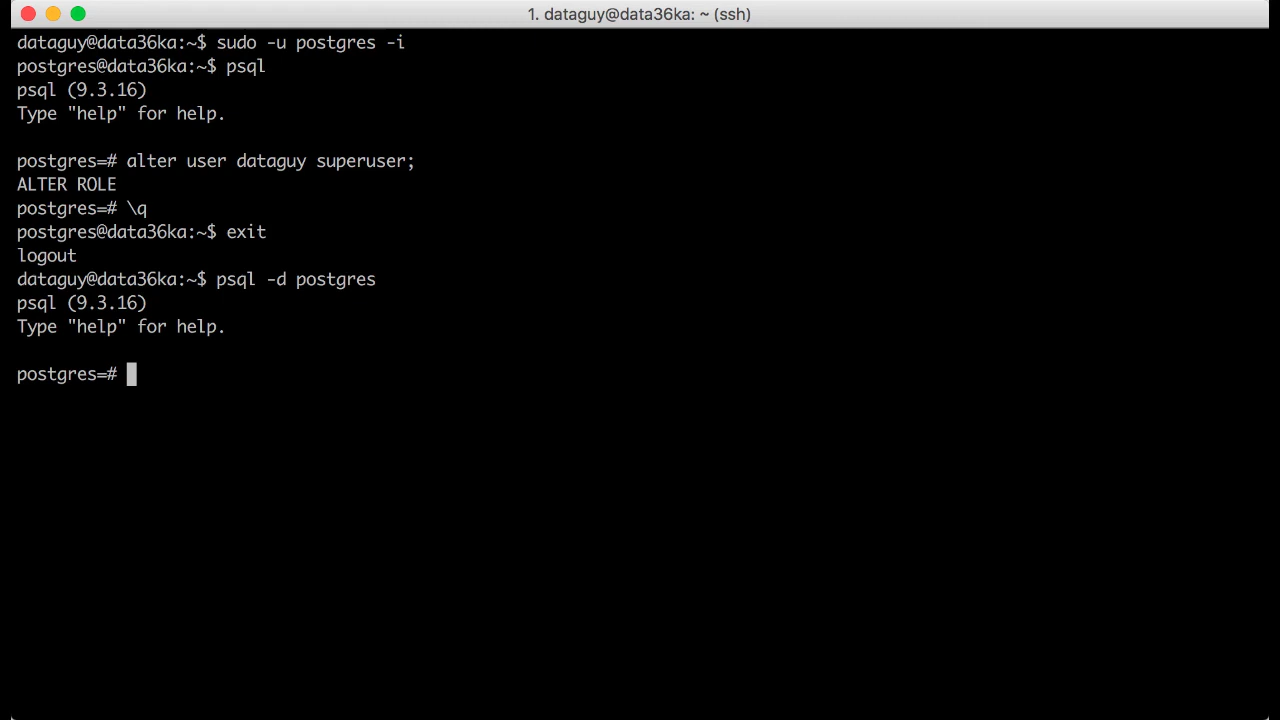 1. dataguy@data36ka: ~ (ssh)
dataguy@data36ka:~$ sudo -u postgres -i
postgres@data36ka:~$ psql
psql (9.3.16)
Type "help" for help.
postgres=# alter user dataguy superuser;
ALTER ROLE
postgres=# \q
postgres@data36ka:~$ exit
logout
dataguy@data36ka:~$ psql -d postgres
psql (9.3.16)
Type "help" for help.
postgres=#